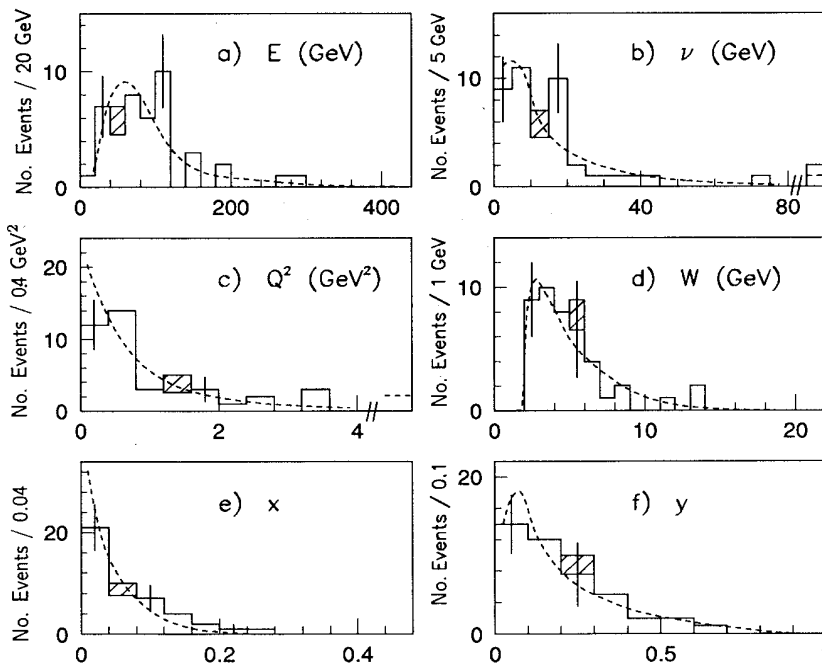 No. Events / 20 GeV
a) E (GeV)
10
0
0
200
400
No. Events / 5 GeV
b) ν (GeV)
10
0
0
40
80
No. Events / 0.4 GeV²
c) Q² (GeV²)
20
10
0
0
2
4
No. Events / 1 GeV
d) W (GeV)
10
0
0
10
20
No. Events / 0.04
e) x
20
0
0
0.2
0.4
No. Events / 0.1
f) y
20
0
0
0.5